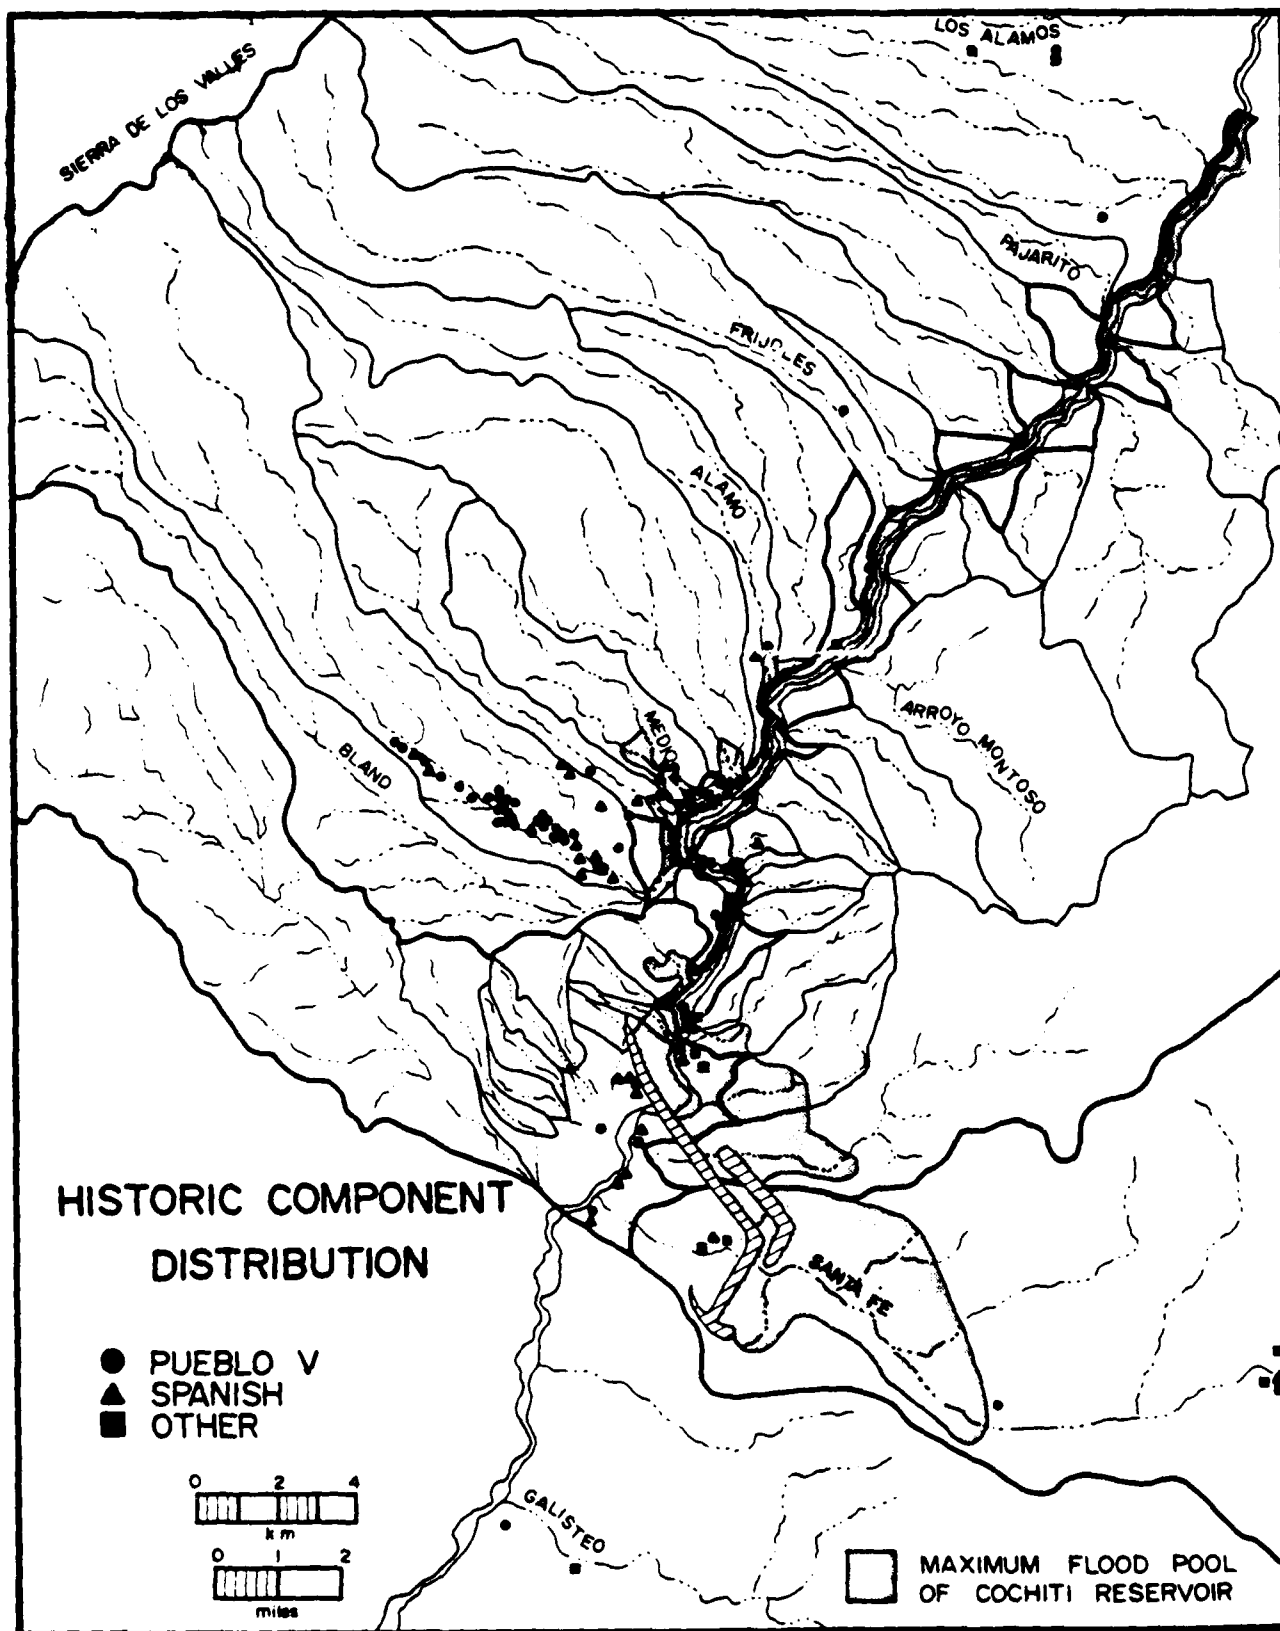 LOS ALAMOS
SIERRA DE LOS VALLES
PAJARITO
FRIJOLES
ALAMO
MEDIO
ARROYO MONTOSO
BLAND
HISTORIC COMPONENT
DISTRIBUTION
SANTA FE
● PUEBLO V
▲ SPANISH
■ OTHER
0 2 4
km
0 1 2
miles
GALISTEO
MAXIMUM FLOOD POOL
OF COCHITI RESERVOIR